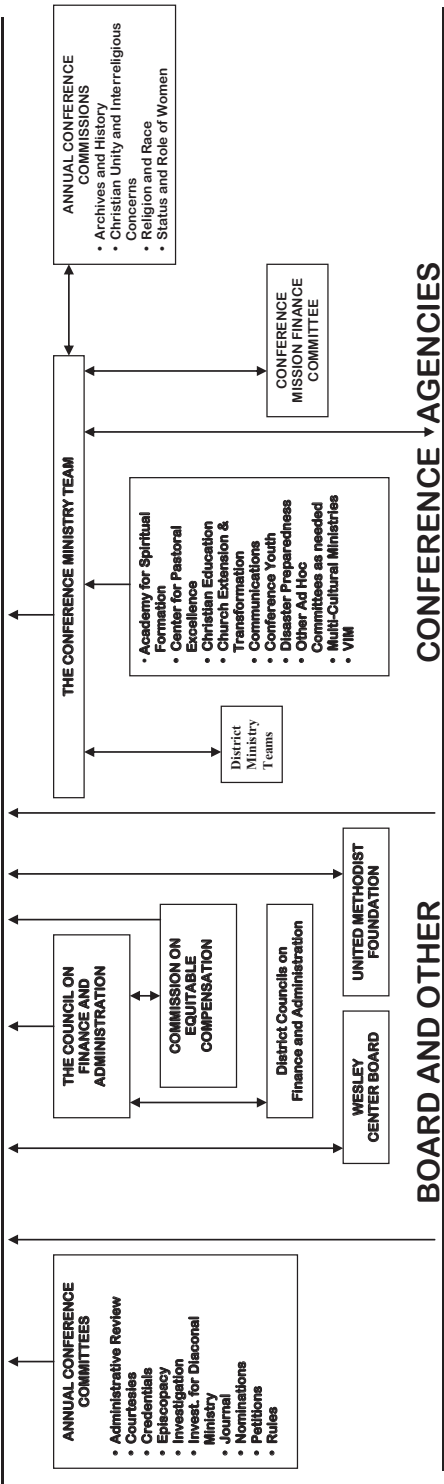 ANNUAL CONFERENCE
COMMITTEES
• Administrative Review
• Courtesies
• Credentials
• Episcopacy
• Investigation
• Invest. for Diaconal
Ministry
• Journal
• Nominations
• Petitions
• Rules
THE COUNCIL ON
FINANCE AND
ADMINISTRATION
COMMISSION ON
EQUITABLE
COMPENSATION
District Councils on
Finance and Administration
WESLEY
CENTER BOARD
UNITED METHODIST
FOUNDATION
THE CONFERENCE MINISTRY TEAM
District
Ministry
Teams
• Academy for Spiritual
Formation
• Center for Pastoral
Excellence
• Christian Education
• Church Extension &
Transformation
• Communications
• Conference Youth
• Disaster Preparedness
• Other Ad Hoc
Committees as needed
• Multi-Cultural Ministries
• VIM
CONFERENCE
MISSION FINANCE
COMMITTEE
ANNUAL CONFERENCE
COMMISSIONS
• Archives and History
• Christian Unity and Interreligious
Concerns
• Religion and Race
• Status and Role of Women
BOARD AND OTHER CONFERENCE AGENCIES